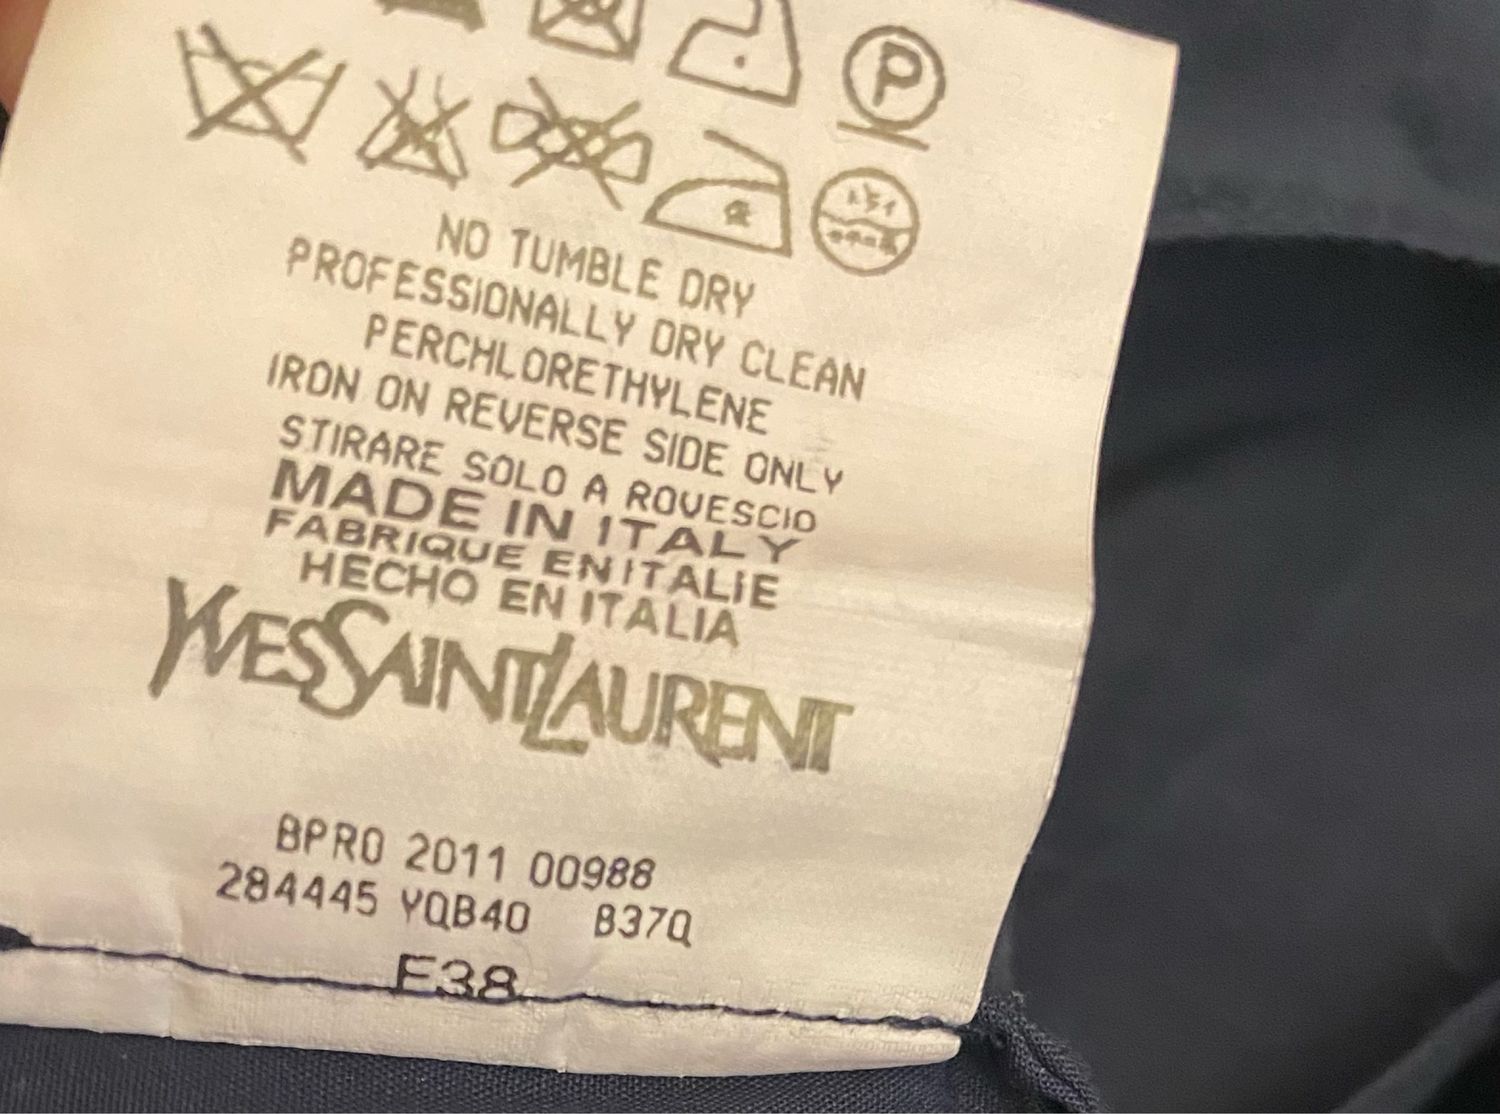 P
NO TUMBLE DRY
PROFESSIONALLY DRY CLEAN
PERCHLORETHYLENE
IRON ON REVERSE SIDE ONLY
STIRARE SOLO A ROVESCIO
MADE IN ITALY
FABRIQUE EN ITALIE
HECHO EN ITALIA
YVES SAINT LAURENT
BPRO 2011 00988
284445 YQB40 B37Q
F38